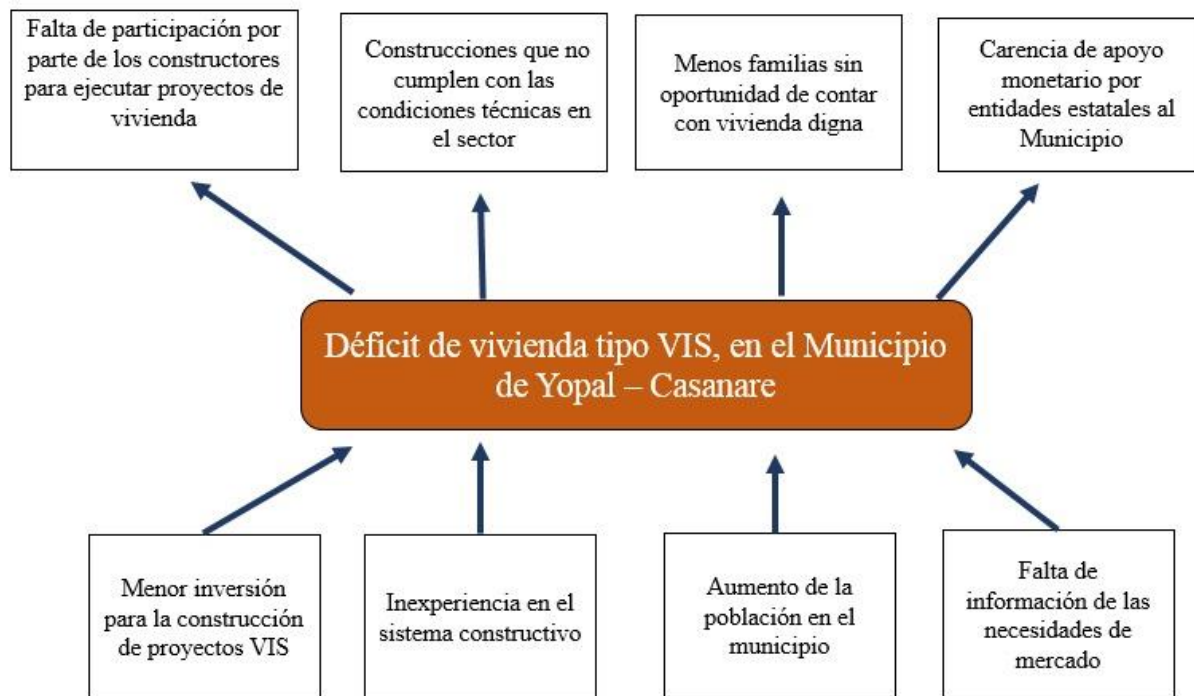 Falta de participación por
parte de los constructores
para ejecutar proyectos de
vivienda
Construcciones que no
cumplen con las
condiciones técnicas en
el sector
Menos familias sin
oportunidad de contar
con vivienda digna
Carencia de apoyo
monetario por
entidades estatales al
Municipio
Déficit de vivienda tipo VIS, en el Municipio
de Yopal – Casanare
Menor inversión
para la construcción
de proyectos VIS
Inexperiencia en el
sistema constructivo
Aumento de la
población en el
municipio
Falta de
información de las
necesidades de
mercado